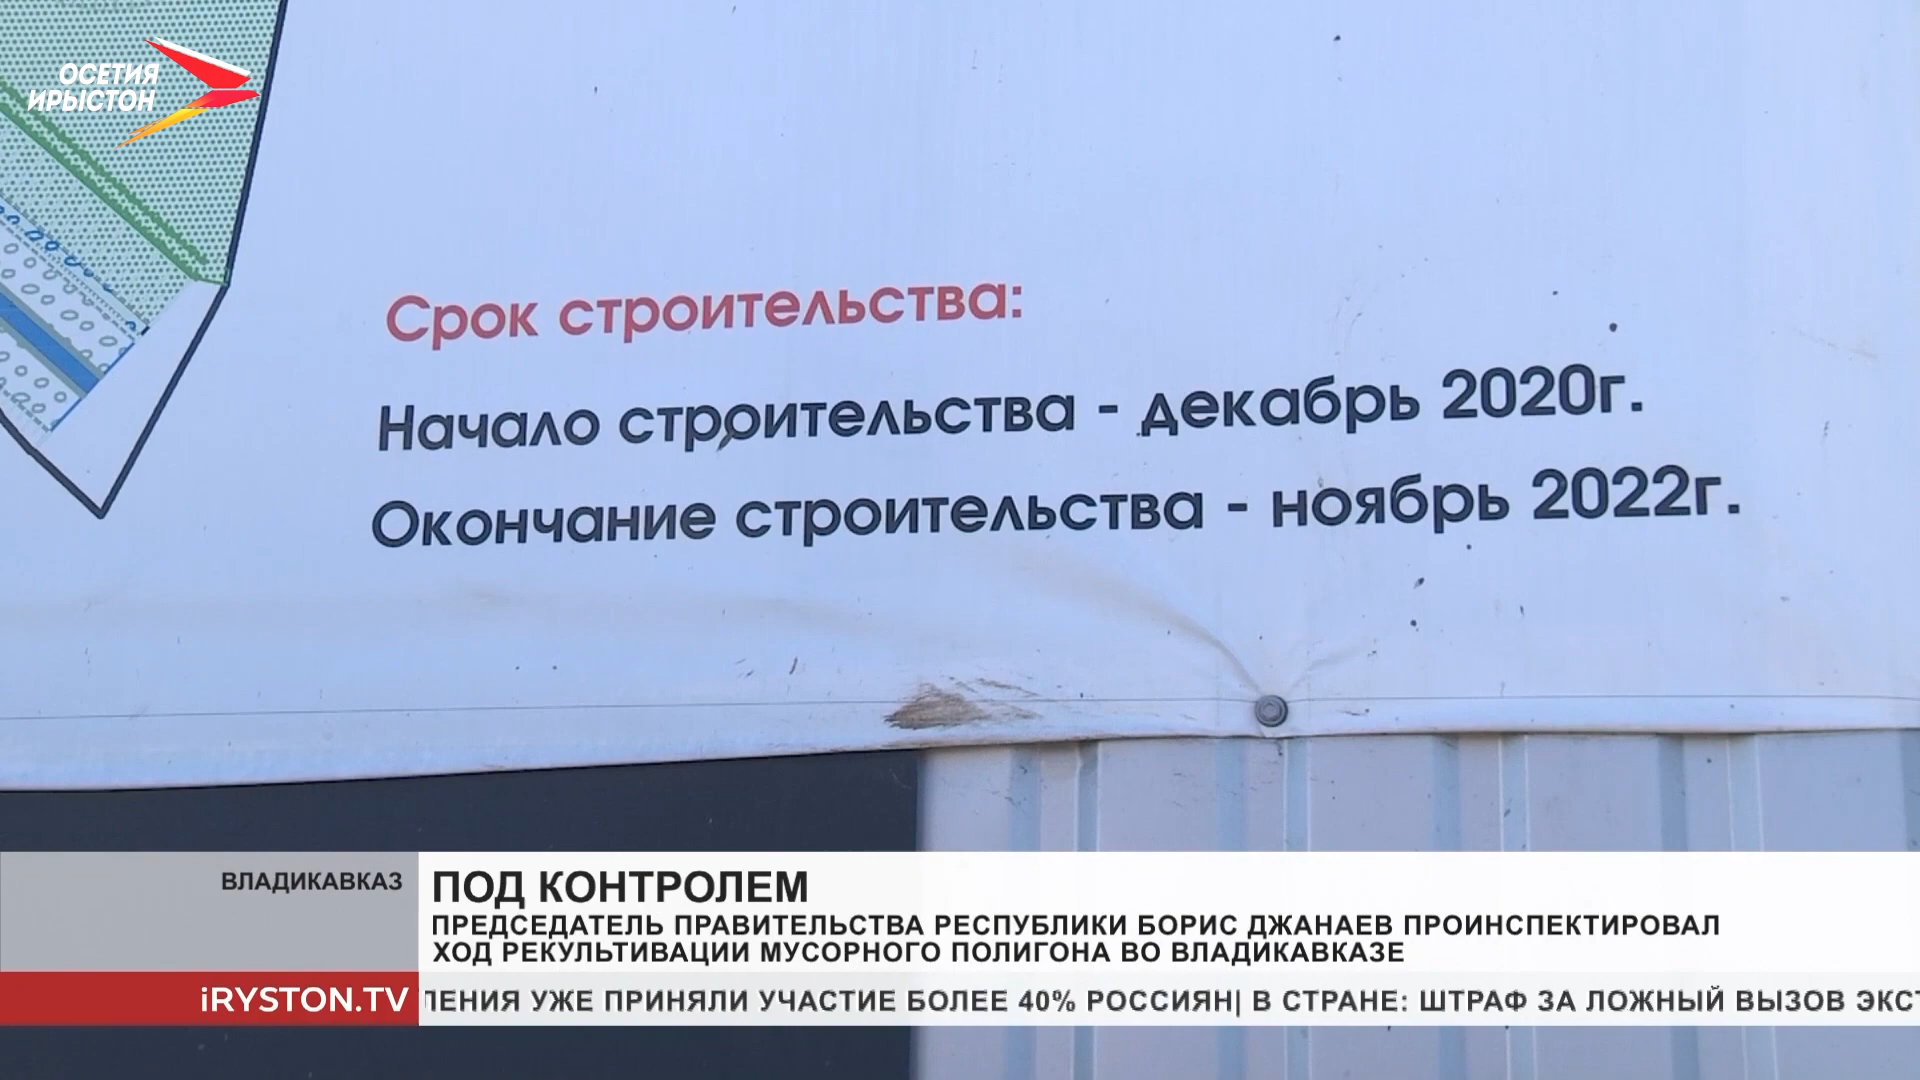 ОСЕТИЯ
ИРЫСТОН
Срок строительства:
Начало строительства - декабрь 2020г.
Окончание строительства - ноябрь 2022г.
ВЛАДИКАВКАЗ
ПОД КОНТРОЛЕМ
ПРЕДСЕДАТЕЛЬ ПРАВИТЕЛЬСТВА РЕСПУБЛИКИ БОРИС ДЖАНАЕВ ПРОИНСПЕКТИРОВАЛ
ХОД РЕКУЛЬТИВАЦИИ МУСОРНОГО ПОЛИГОНА ВО ВЛАДИКАВКАЗЕ
iRYSTON.TV
УЖЕ ПРИНЯЛИ УЧАСТИЕ БОЛЕЕ 40% РОССИЯН| В СТРАНЕ: ШТРАФ ЗА ЛОЖНЫЙ ВЫЗОВ